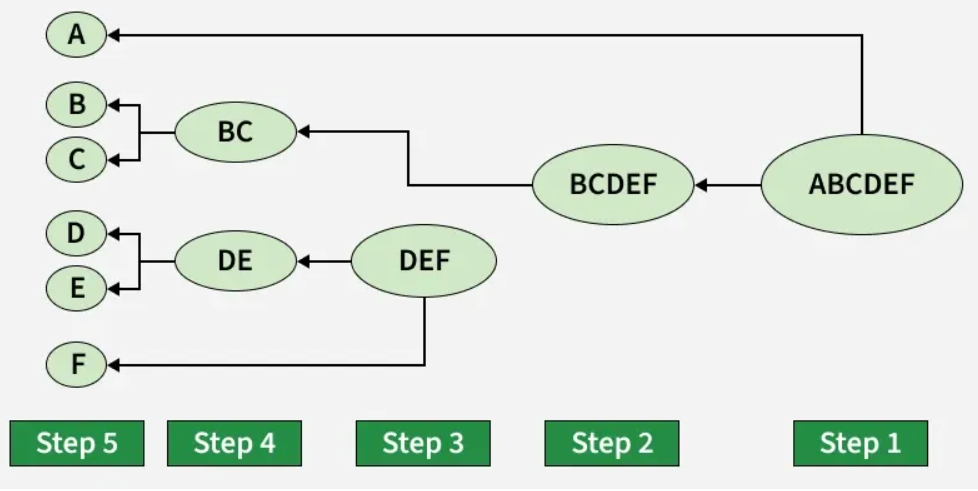 A
B
C
BC
BCDEF
ABCDEF
D
E
DE
DEF
F
Step 5
Step 4
Step 3
Step 2
Step 1